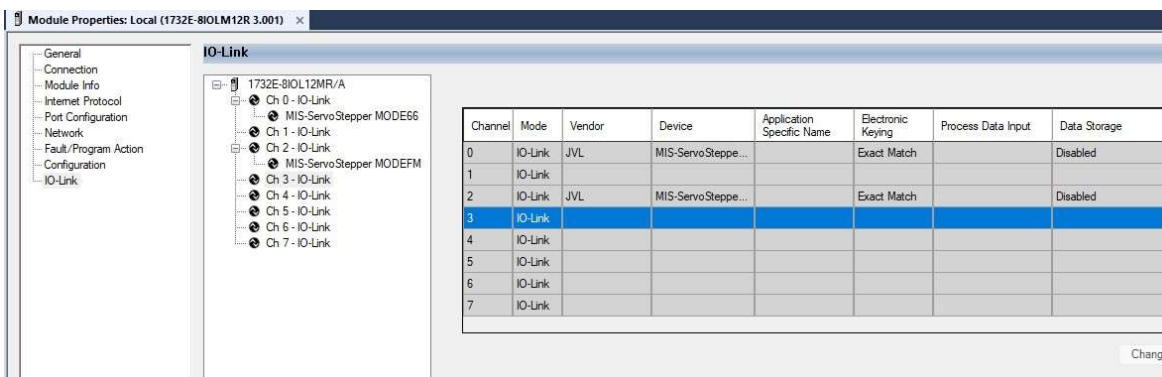 Module Properties: Local (1732E-8IOLM12R 3.001) ×
General
Connection
Module Info
Internet Protocol
Port Configuration
Network
Fault/Program Action
Configuration
IO-Link
IO-Link
1732E-8IOL12MR/A
Ch 0 - IO-Link
MIS-ServoStepper MODE66
Ch 1 - IO-Link
Ch 2 - IO-Link
MIS-ServoStepper MODEFM
Ch 3 - IO-Link
Ch 4 - IO-Link
Ch 5 - IO-Link
Ch 6 - IO-Link
Ch 7 - IO-Link
Channel Mode Vendor Device Application Specific Name Electronic Keying Process Data Input Data Storage
0 IO-Link JVL MIS-ServoSteppe... Exact Match Disabled
1 IO-Link
2 IO-Link JVL MIS-ServoSteppe... Exact Match Disabled
3 IO-Link
4 IO-Link
5 IO-Link
6 IO-Link
7 IO-Link
Chang